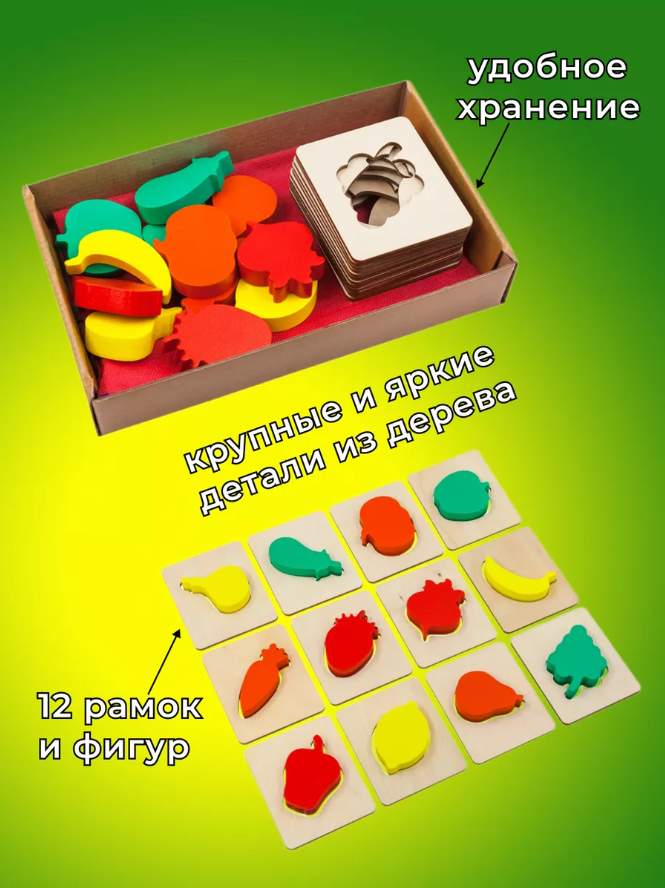 удобное
хранение
крупные и яркие
детали из дерева
12 рамок
и фигур